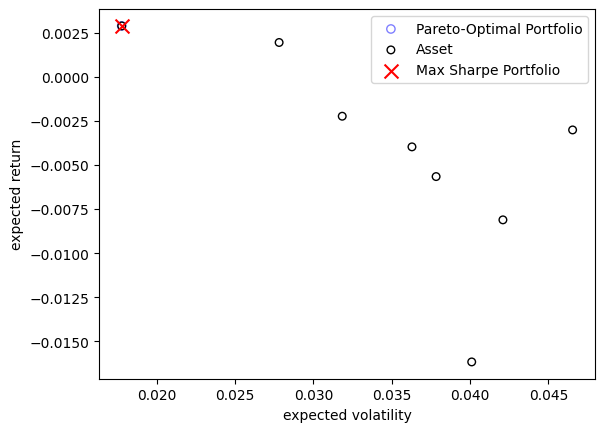 0.0025
0.0000
−0.0025
−0.0050
−0.0075
−0.0100
−0.0125
−0.0150
expected return
Pareto-Optimal Portfolio
Asset
Max Sharpe Portfolio
0.020 0.025 0.030 0.035 0.040 0.045
expected volatility